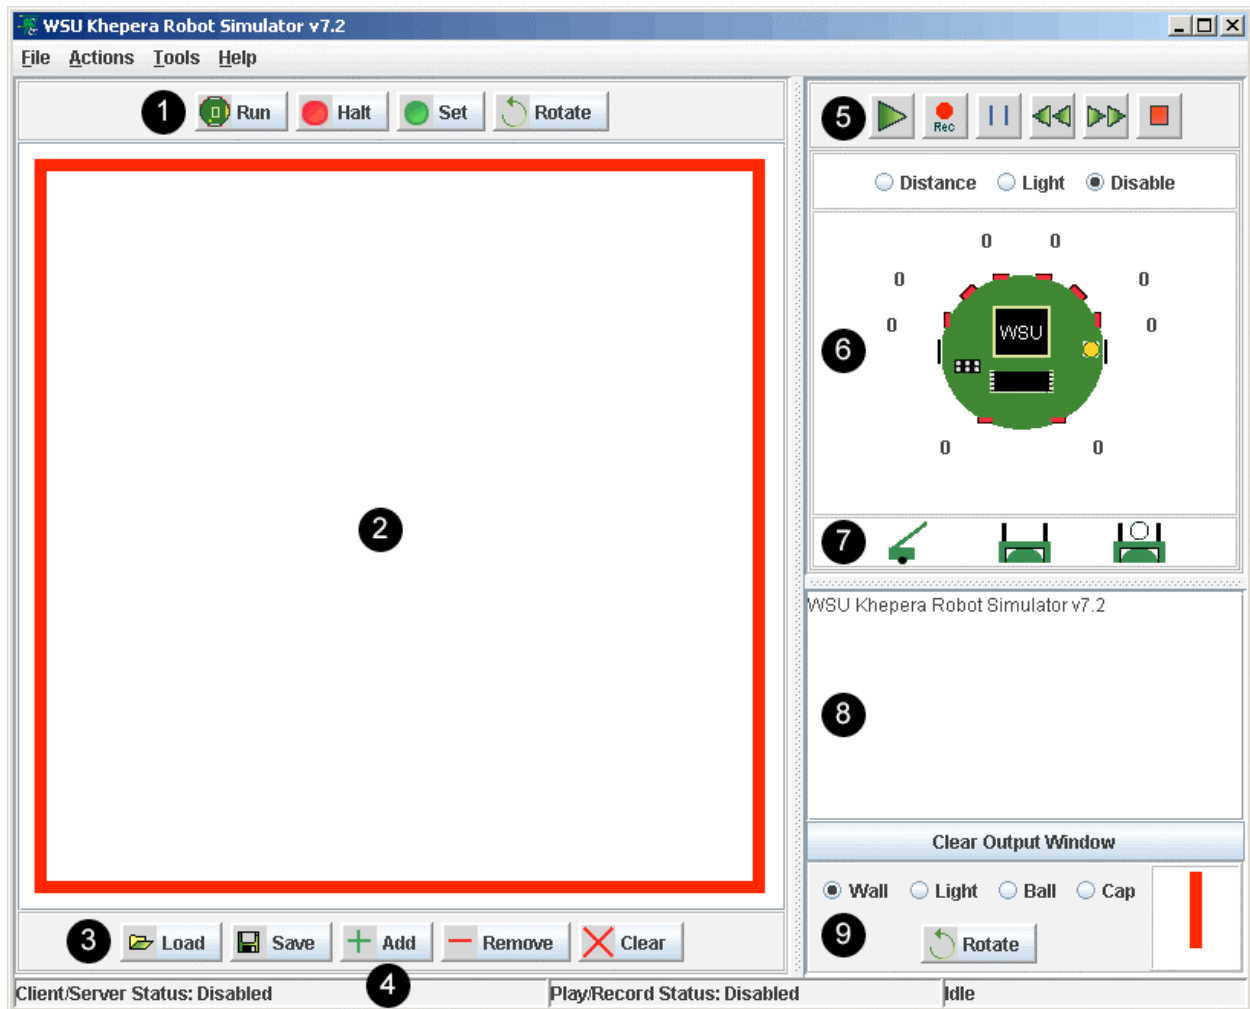 WSU Khepera Robot Simulator v7.2
File Actions Tools Help
1 Run Halt Set Rotate
5 Rec
Distance Light Disable
0 0
0 0
0 0
WSU
6
0 0
2
7
WSU Khepera Robot Simulator v7.2
8
Clear Output Window
Wall Light Ball Cap
9 Rotate
3 Load Save Add Remove Clear
4
Client/Server Status: Disabled Play/Record Status: Disabled Idle